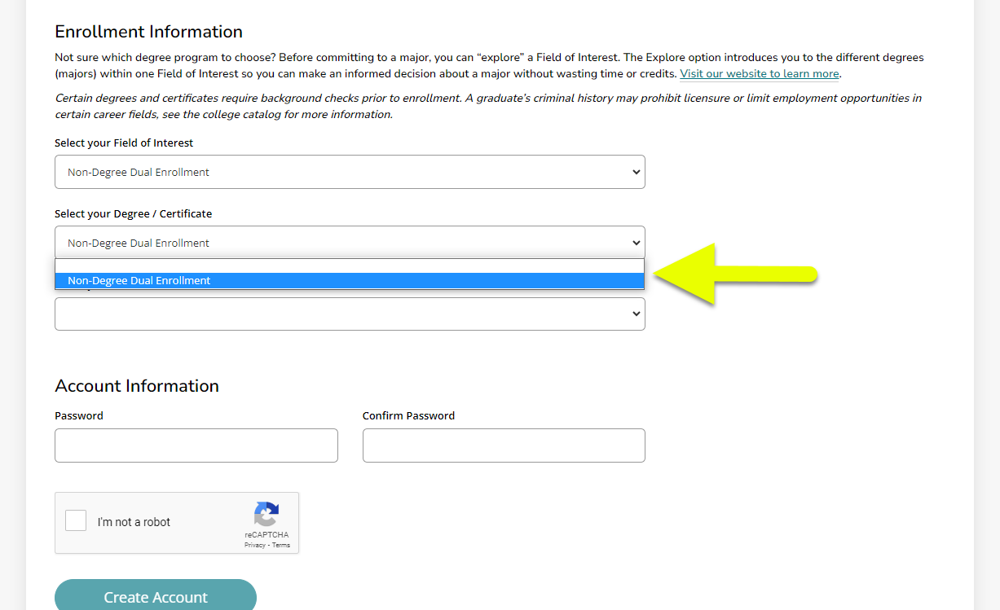 Enrollment Information
Not sure which degree program to choose? Before committing to a major, you can “explore” a Field of Interest. The Explore option introduces you to the different degrees
(majors) within one Field of Interest so you can make an informed decision about a major without wasting time or credits. Visit our website to learn more.
Certain degrees and certificates require background checks prior to enrollment. A graduate’s criminal history may prohibit licensure or limit employment opportunities in
certain career fields, see the college catalog for more information.
Select your Field of Interest
Non-Degree Dual Enrollment
Select your Degree / Certificate
Non-Degree Dual Enrollment
Non-Degree Dual Enrollment
Account Information
Password Confirm Password
I'm not a robot
reCAPTCHA
Privacy - Terms
Create Account